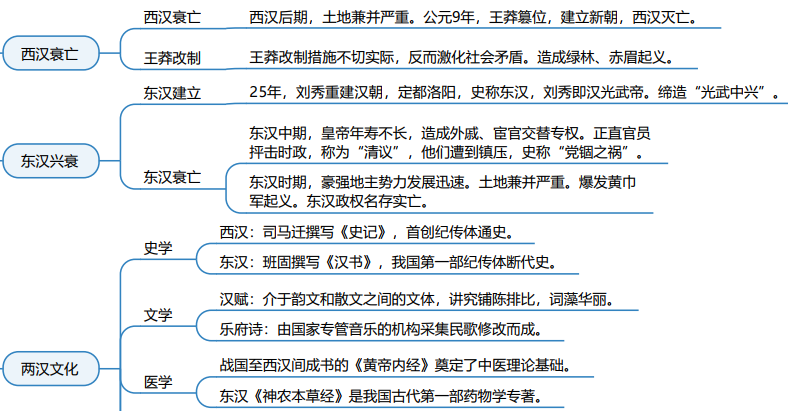 西汉衰亡
西汉衰亡
西汉后期，土地兼并严重。公元9年，王莽篡位，建立新朝，西汉灭亡。
王莽改制
王莽改制措施不切实际，反而激化社会矛盾。造成绿林、赤眉起义。
东汉兴衰
东汉建立
25年，刘秀重建汉朝，定都洛阳，史称东汉，刘秀即汉光武帝。缔造“光武中兴”。
东汉衰亡
东汉中期，皇帝年寿不长，造成外戚、宦官交替专权。正直官员
抨击时政，称为“清议”，他们遭到镇压，史称“党锢之祸”。
东汉时期，豪强地主势力发展迅速。土地兼并严重。爆发黄巾
军起义。东汉政权名存实亡。
两汉文化
史学
西汉：司马迁撰写《史记》，首创纪传体通史。
东汉：班固撰写《汉书》，我国第一部纪传体断代史。
文学
汉赋：介于韵文和散文之间的文体，讲究铺陈排比，词藻华丽。
乐府诗：由国家专管音乐的机构采集民歌修改而成。
医学
战国至西汉间成书的《黄帝内经》奠定了中医理论基础。
东汉《神农本草经》是我国古代第一部药物学专著。